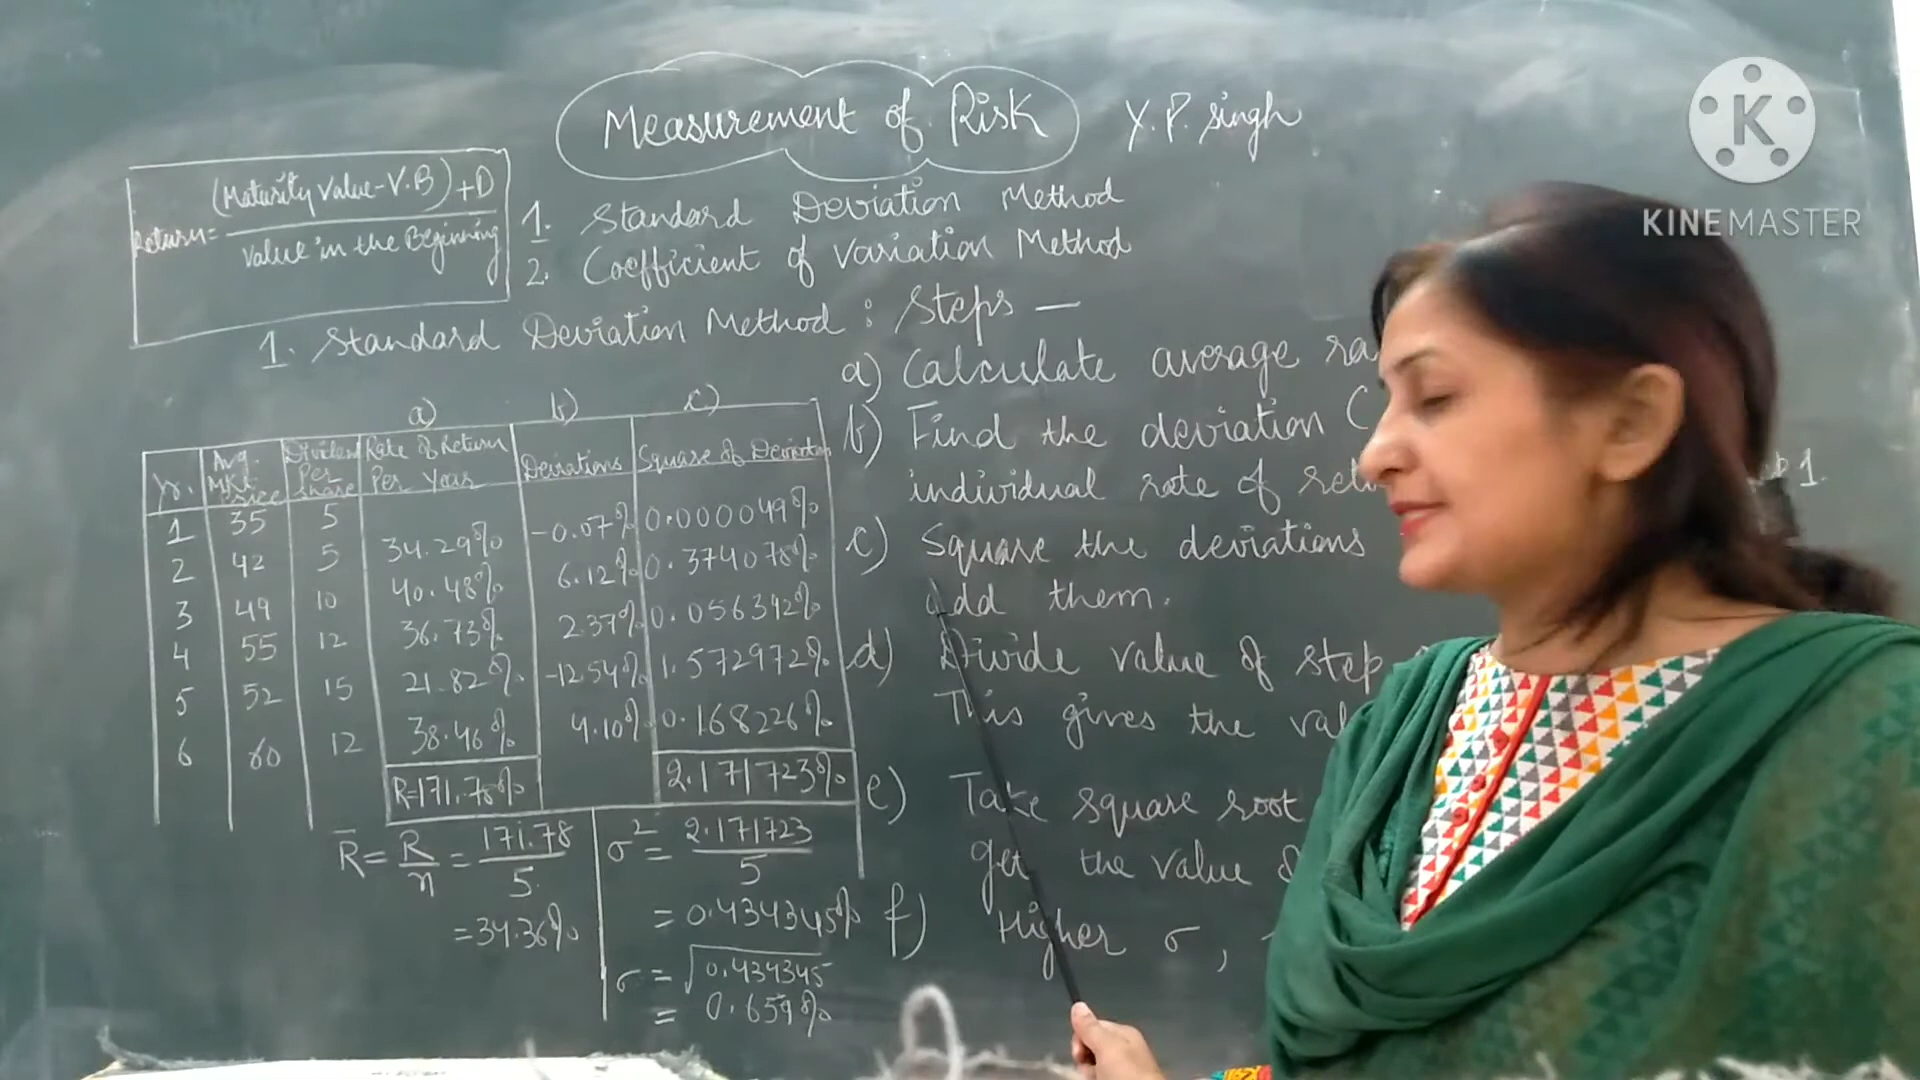 Measurement of Risk
Y.P. Singh
K
KINEMASTER
Return = (Maturity Value - V.B) + D
Value in the Beginning
1. Standard Deviation Method
2. Coefficient of Variation Method
1. Standard Deviation Method : Steps —
a) Calculate average ra
b) Find the deviation (
individual rate of retu
1.
c) Square the deviations
add them.
d) Divide value of step
This gives the val
e) Take square root
get the value o
f) Higher σ,
a) b) c)
Yr. Avg. Mkt. Price Dividend Per Share Rate of Return Per Year Deviations Square of Deviation
1 35 5
2 42 5 34.29% -0.07% 0.000049%
3 49 10 40.48% 6.12% 0.374078%
4 55 12 36.73% 2.37% 0.056342%
5 52 15 21.82% -12.54% 1.572972%
6 60 12 38.46% 4.10% 0.168226%
R=171.78% 2.171723%
R̄ = R/n = 171.78/5
= 34.36%
σ² = 2.171723/5
= 0.434345%
σ = √0.434345
= 0.659%